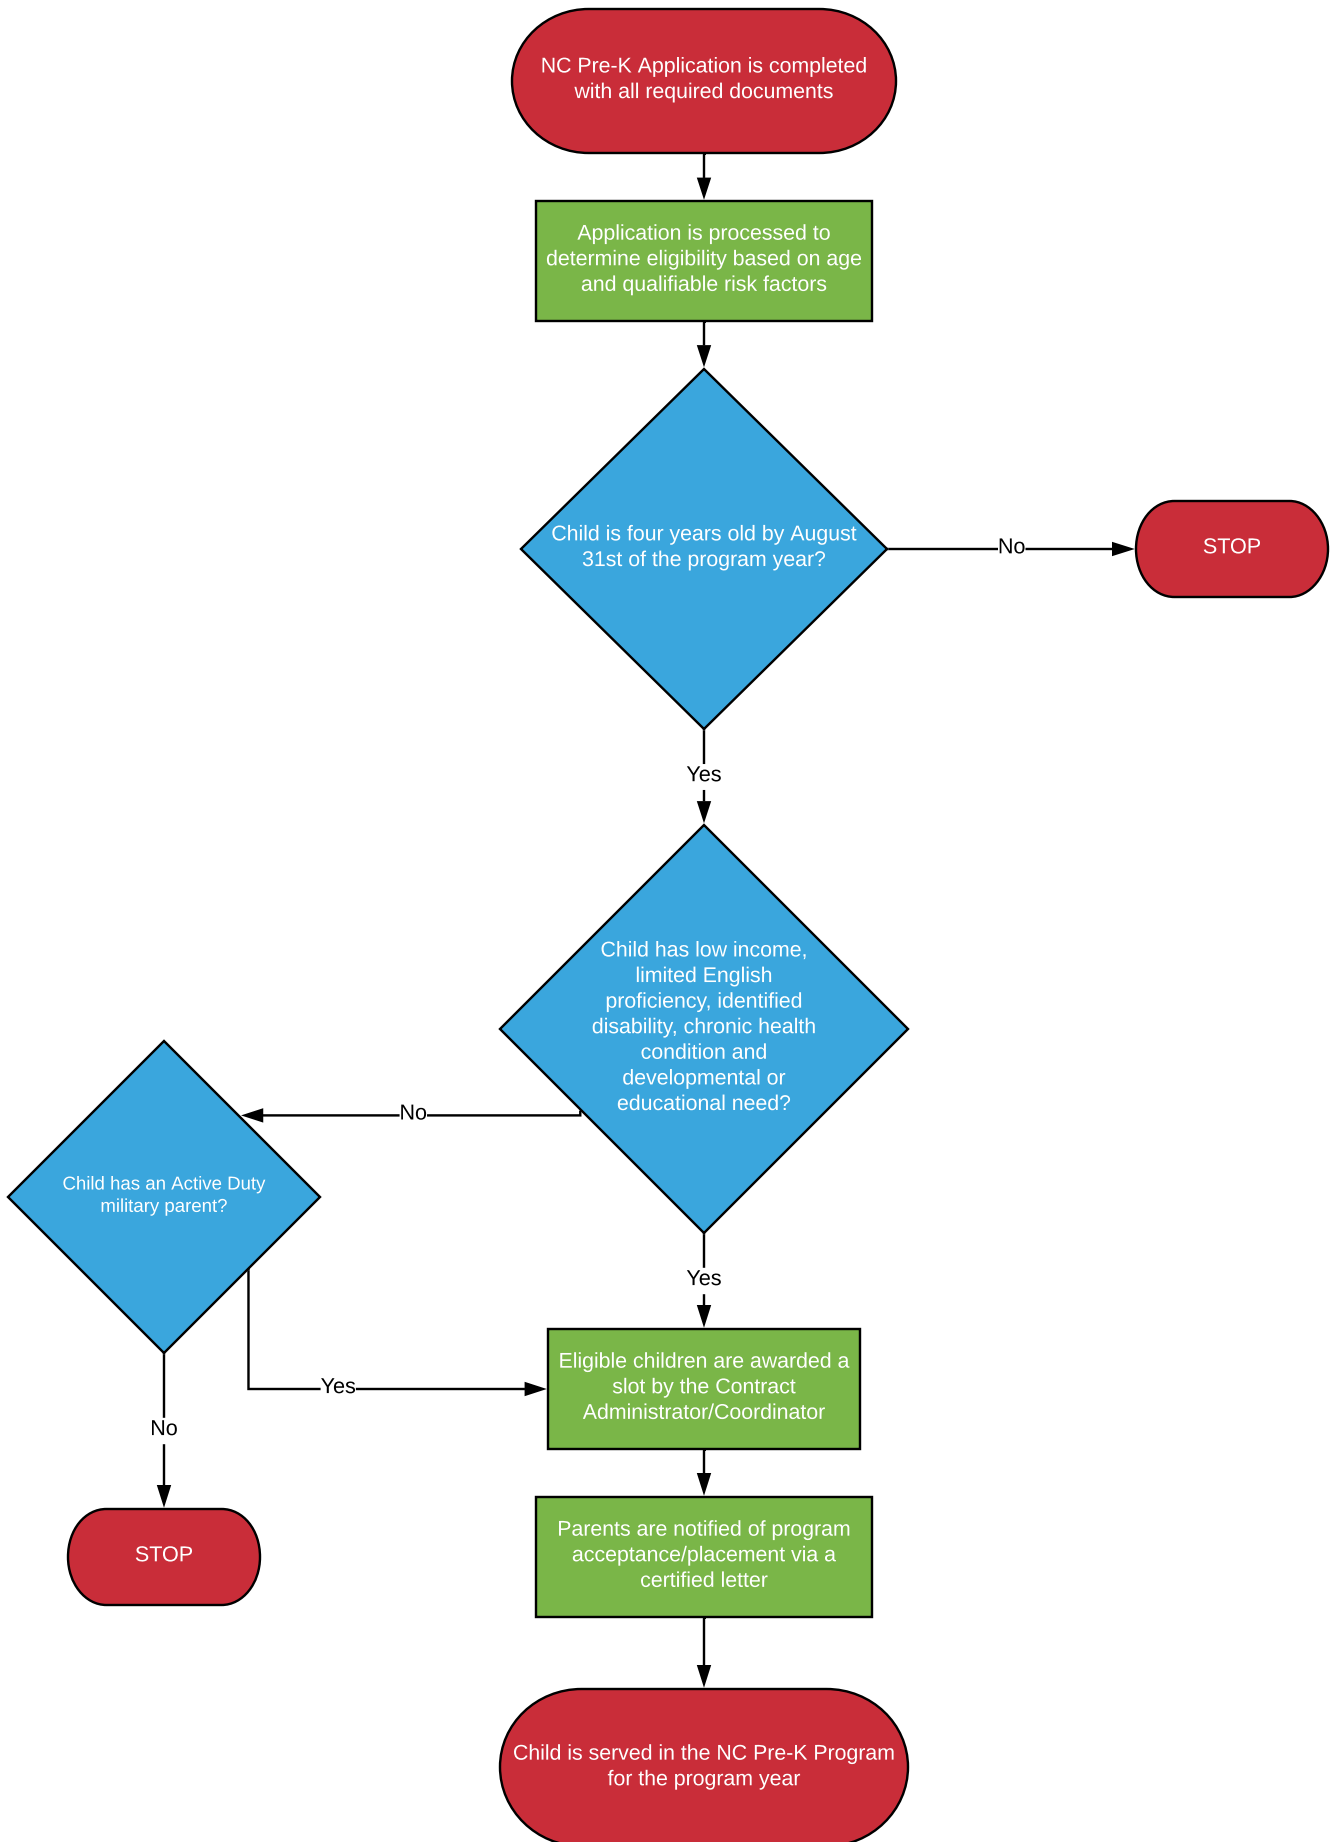 NC Pre-K Application is completed
with all required documents
Application is processed to
determine eligibility based on age
and qualifiable risk factors
Child is four years old by August
31st of the program year?
No
STOP
Yes
Child has low income,
limited English
proficiency, identified
disability, chronic health
condition and
developmental or
educational need?
No
Child has an Active Duty
military parent?
Yes
Eligible children are awarded a
slot by the Contract
Administrator/Coordinator
Yes
No
STOP
Parents are notified of program
acceptance/placement via a
certified letter
Child is served in the NC Pre-K Program
for the program year